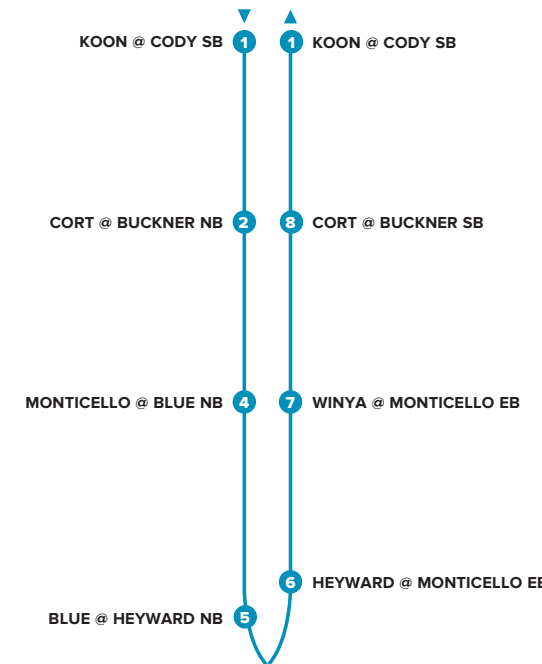 KOON @ CODY SB 1 1 KOON @ CODY SB
CORT @ BUCKNER NB 2 8 CORT @ BUCKNER SB
MONTICELLO @ BLUE NB 4 7 WINYA @ MONTICELLO EB
6 HEYWARD @ MONTICELLO EB
BLUE @ HEYWARD NB 5